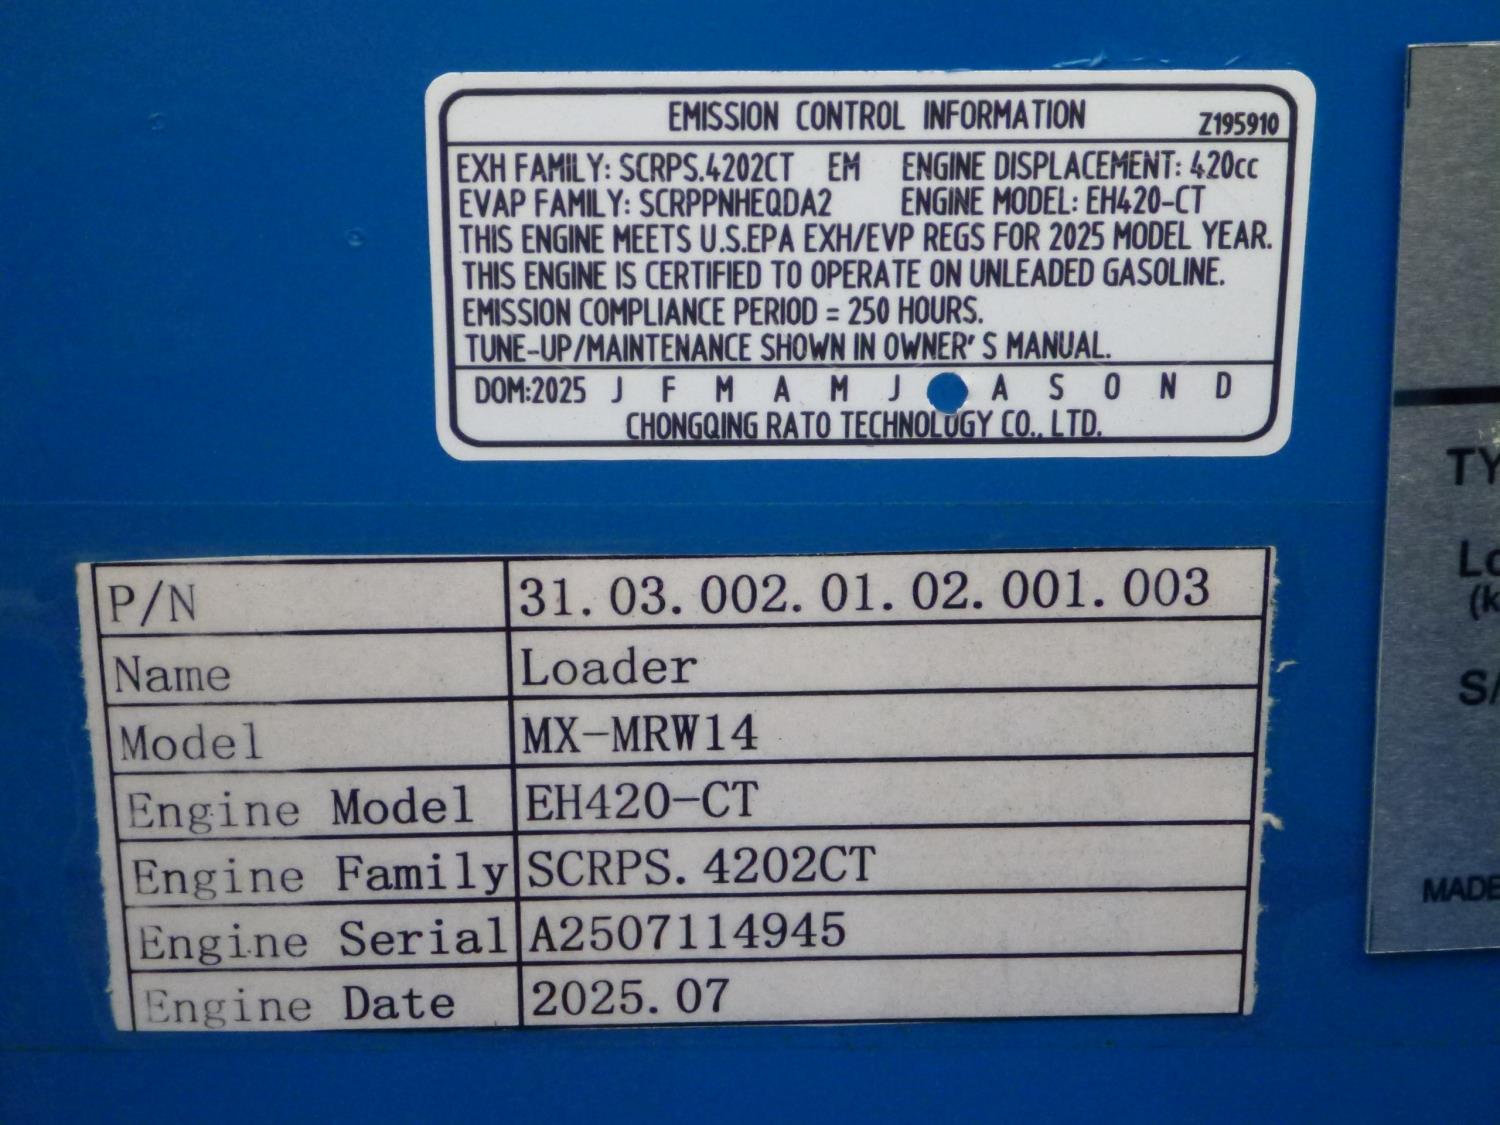 EMISSION CONTROL INFORMATION Z195910
EXH FAMILY: SCRPS.4202CT EM ENGINE DISPLACEMENT: 420cc
EVAP FAMILY: SCRPPNHEQDA2 ENGINE MODEL: EH420-CT
THIS ENGINE MEETS U.S.EPA EXH/EVP REGS FOR 2025 MODEL YEAR.
THIS ENGINE IS CERTIFIED TO OPERATE ON UNLEADED GASOLINE.
EMISSION COMPLIANCE PERIOD = 250 HOURS.
TUNE-UP/MAINTENANCE SHOWN IN OWNER'S MANUAL.
DOM:2025 J F M A M J A S O N D
CHONGQING RATO TECHNOLOGY CO., LTD.
P/N 31.03.002.01.02.001.003
Name Loader
Model MX-MRW14
Engine Model EH420-CT
Engine Family SCRPS.4202CT
Engine Serial A2507114945
Engine Date 2025.07
MADE